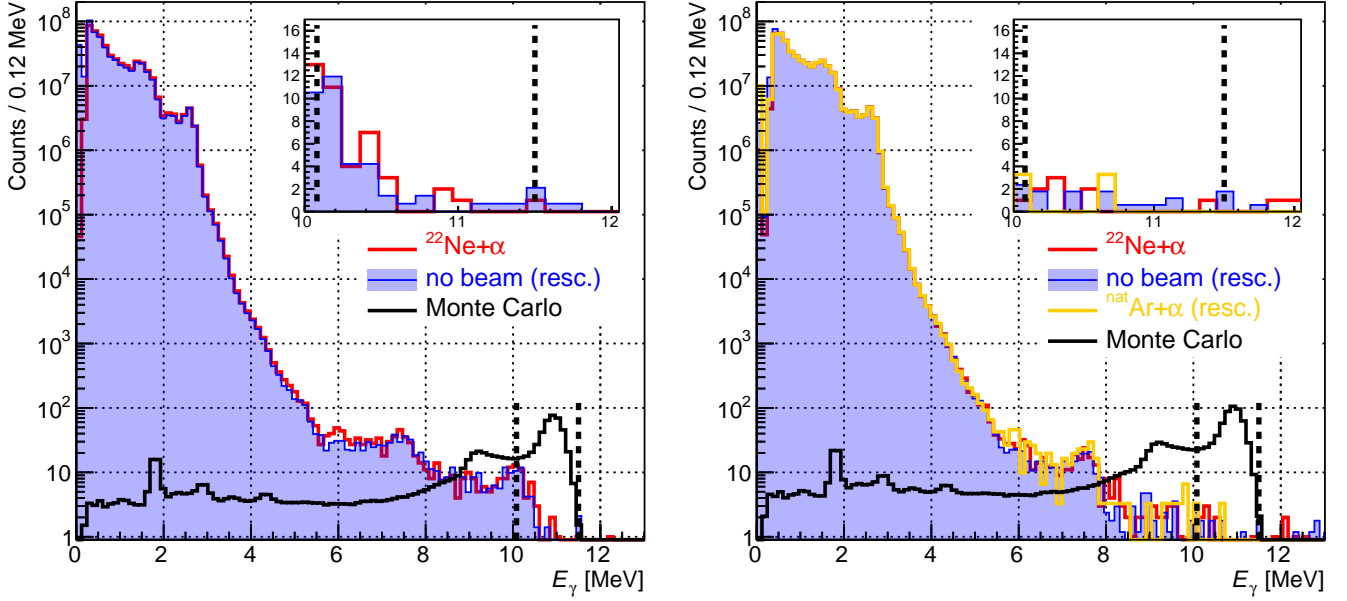 Counts / 0.12 MeV
10⁸
10⁷
10⁶
10⁵
10⁴
10³
10²
10
1
0 2 4 6 8 10 12
E_γ [MeV]
16
14
12
10
8
6
4
2
0
10 11 12
²²Ne+α
no beam (resc.)
Monte Carlo
Counts / 0.12 MeV
10⁸
10⁷
10⁶
10⁵
10⁴
10³
10²
10
1
0 2 4 6 8 10 12
E_γ [MeV]
16
14
12
10
8
6
4
2
0
10 11 12
²²Ne+α
no beam (resc.)
ⁿᵃᵗAr+α (resc.)
Monte Carlo